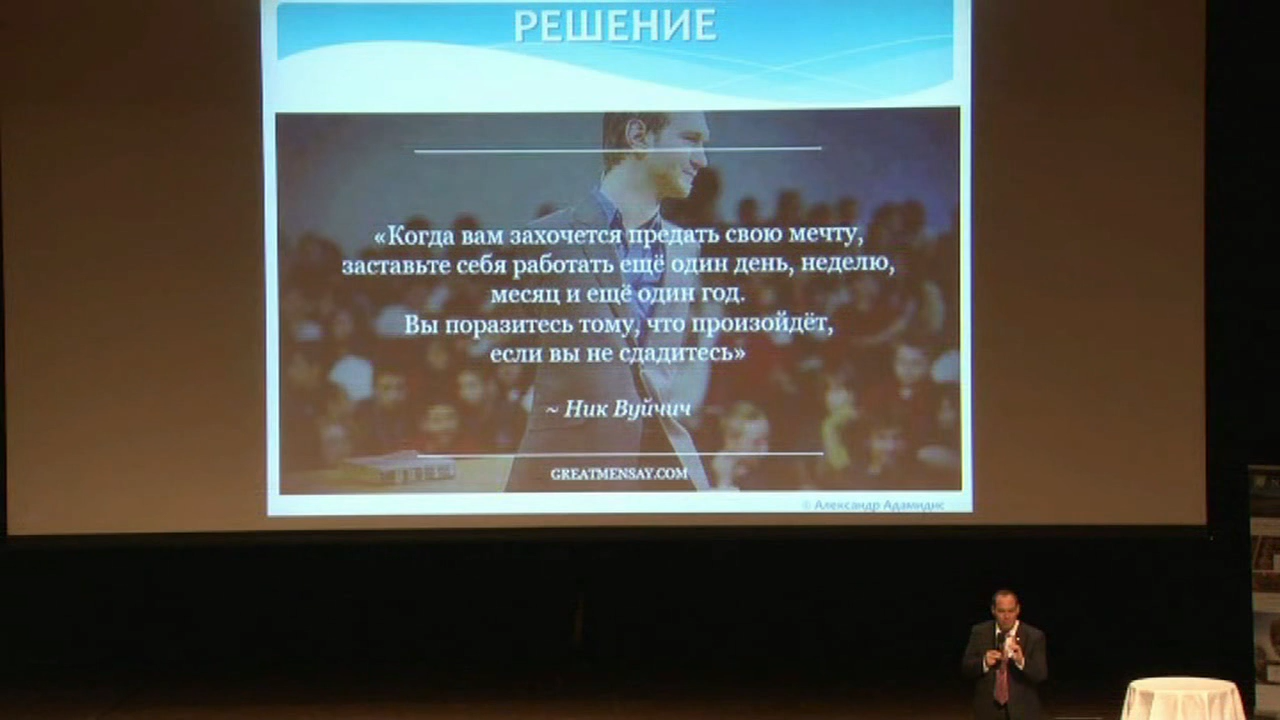 РЕШЕНИЕ
«Когда вам захочется предать свою мечту,
заставьте себя работать ещё один день, неделю,
месяц и ещё один год.
Вы поразитесь тому, что произойдёт,
если вы не сдадитесь»
~ Ник Вуйчич
GREATMENSAY.COM
© Александр Адамидис